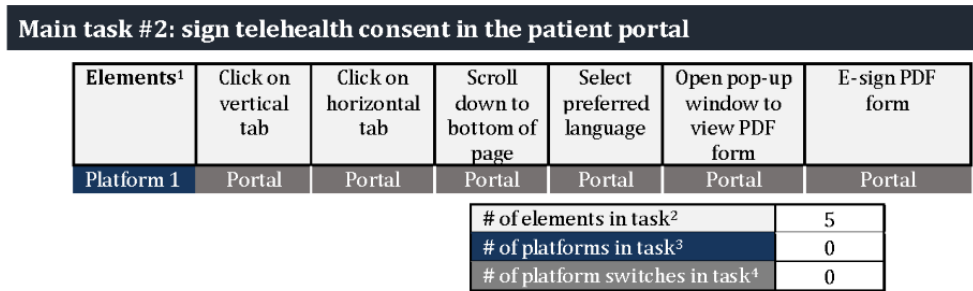 Main task #2: sign telehealth consent in the patient portal
Elements¹ Click on vertical tab Click on horizontal tab Scroll down to bottom of page Select preferred language Open pop-up window to view PDF form E-sign PDF form
Platform 1 Portal Portal Portal Portal Portal Portal
# of elements in task² 5
# of platforms in task³ 0
# of platform switches in task⁴ 0